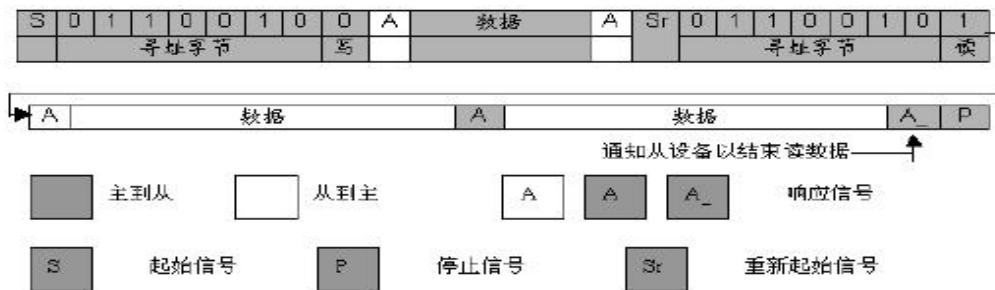 S 0 1 1 0 0 1 0 0 A 数据 A Sr 0 1 1 0 0 1 0 1
寻址字节 写 寻址字节 读
A 数据 A 数据 A_ P
通知从设备以结束读数据
主到从 从到主 A A A_ 响应信号
S 起始信号 P 停止信号 Sr 重新起始信号